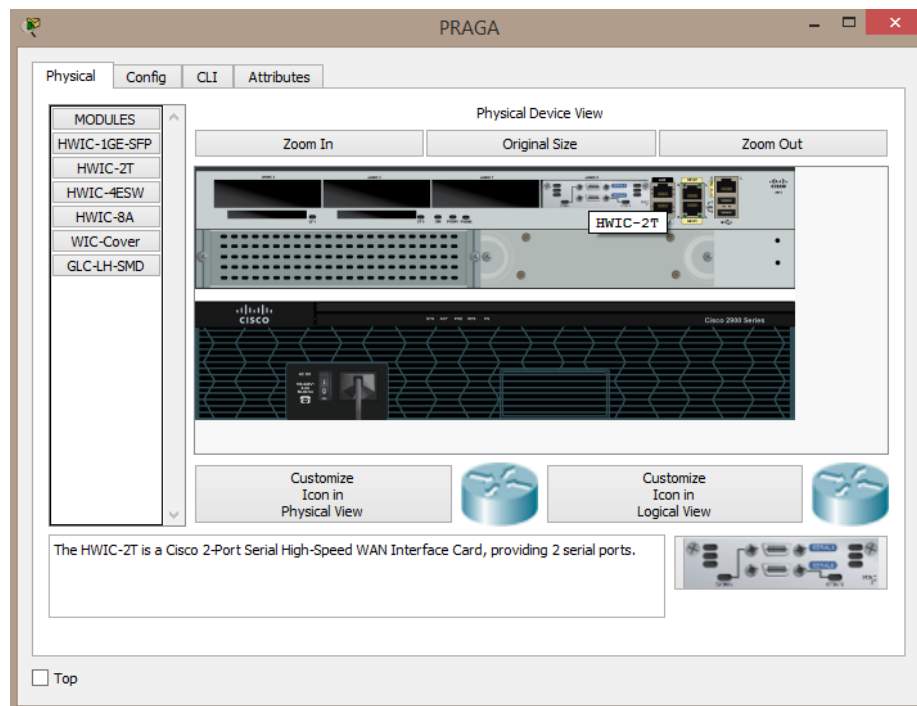 PRAGA
Physical
Config
CLI
Attributes
MODULES
HWIC-1GE-SFP
HWIC-2T
HWIC-4ESW
HWIC-8A
WIC-Cover
GLC-LH-SMD
Physical Device View
Zoom In
Original Size
Zoom Out
HWIC-2T
CISCO
Cisco 2900 Series
Customize
Icon in
Physical View
Customize
Icon in
Logical View
The HWIC-2T is a Cisco 2-Port Serial High-Speed WAN Interface Card, providing 2 serial ports.
Top